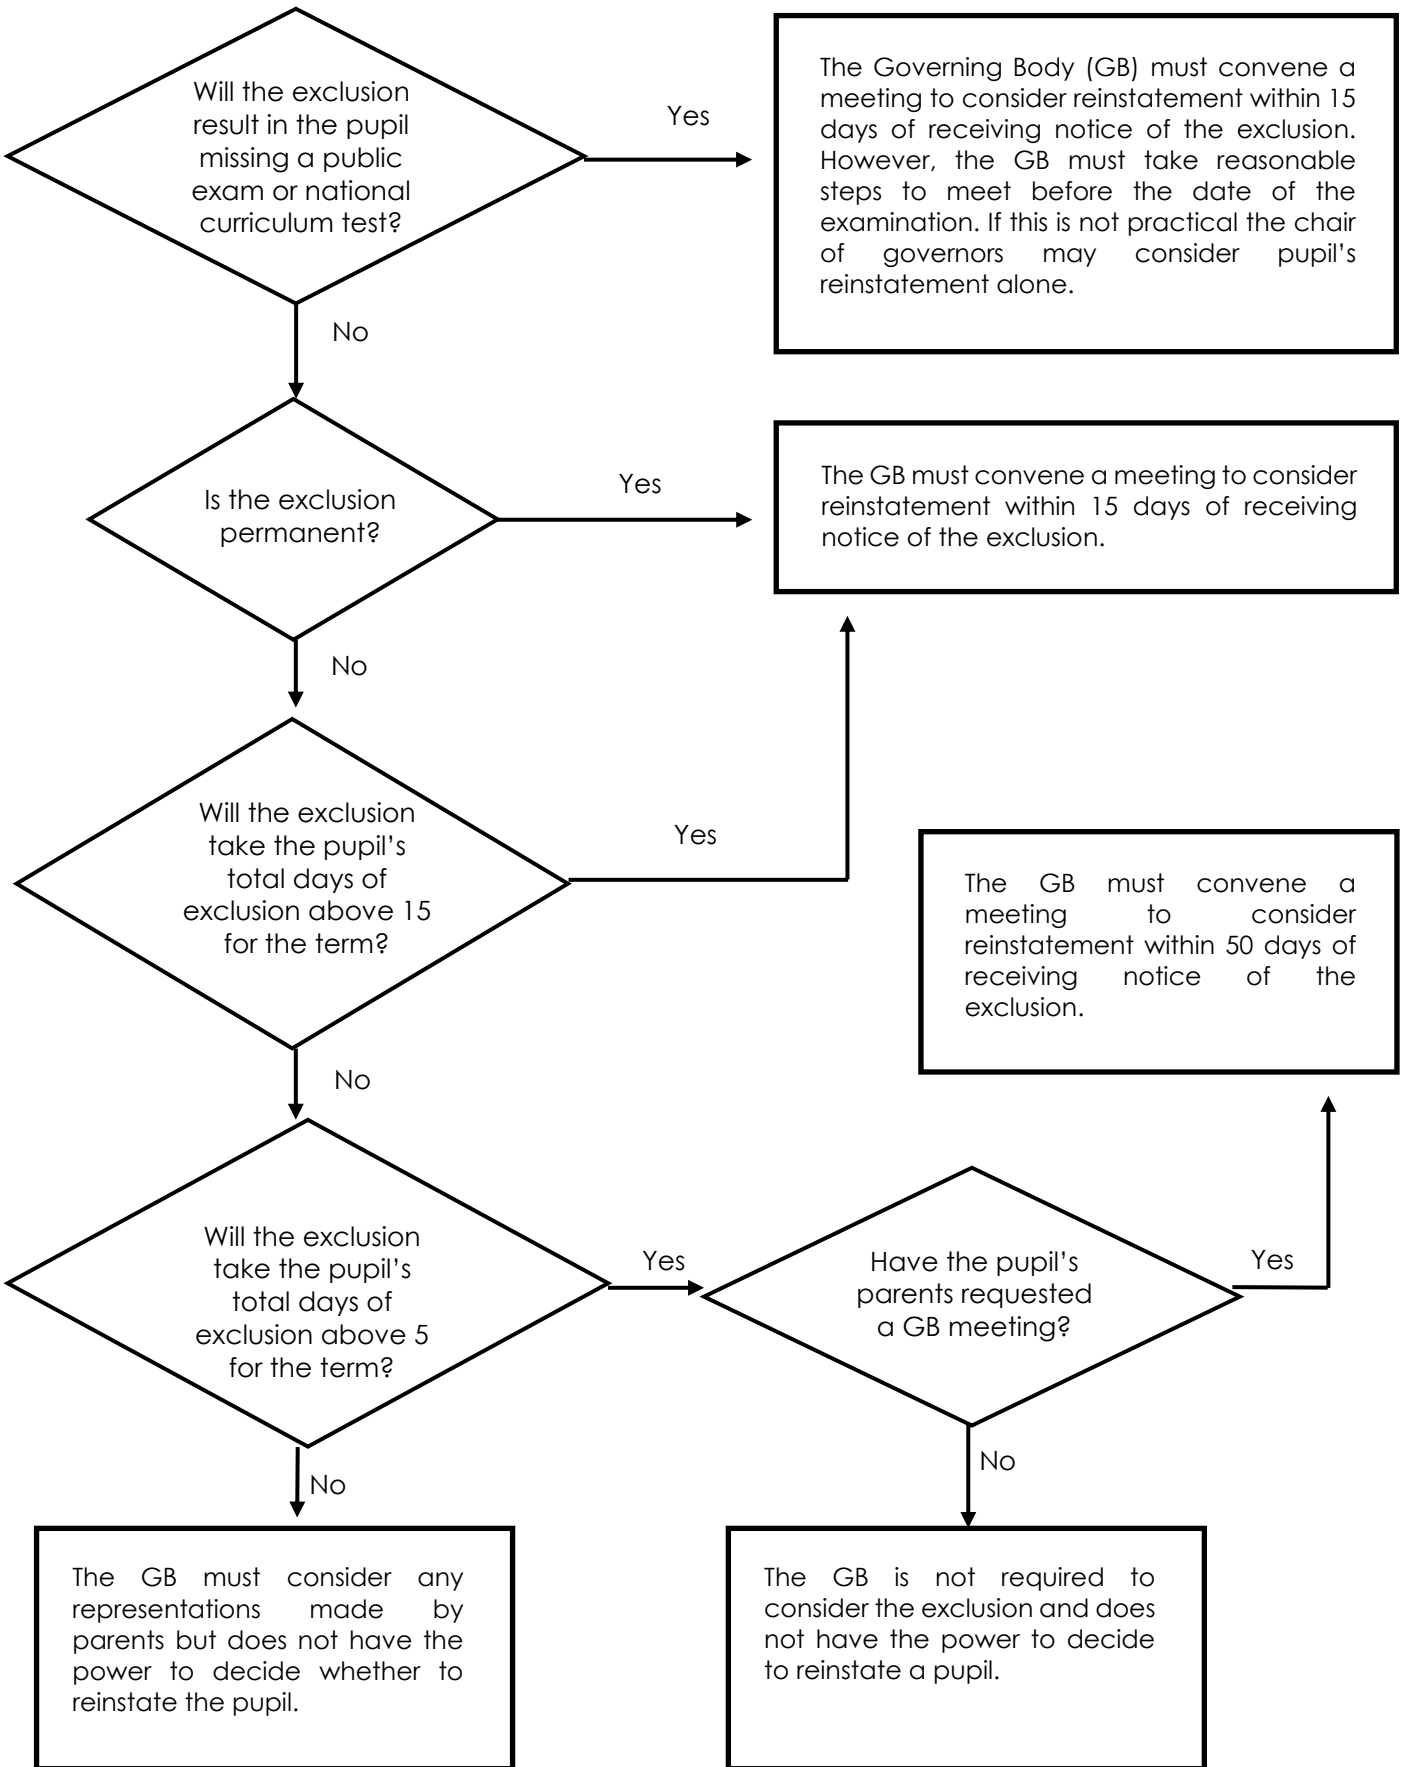 Will the exclusion
result in the pupil
missing a public
exam or national
curriculum test?
Yes
The Governing Body (GB) must convene a
meeting to consider reinstatement within 15
days of receiving notice of the exclusion.
However, the GB must take reasonable
steps to meet before the date of the
examination. If this is not practical the chair
of governors may consider pupil's
reinstatement alone.
No
Is the exclusion
permanent?
Yes
The GB must convene a meeting to consider
reinstatement within 15 days of receiving
notice of the exclusion.
No
Will the exclusion
take the pupil's
total days of
exclusion above 15
for the term?
Yes
The GB must convene a
meeting to consider
reinstatement within 50 days of
receiving notice of the
exclusion.
No
Will the exclusion
take the pupil's
total days of
exclusion above 5
for the term?
Yes
Have the pupil's
parents requested
a GB meeting?
Yes
No
No
The GB must consider any
representations made by
parents but does not have the
power to decide whether to
reinstate the pupil.
The GB is not required to
consider the exclusion and does
not have the power to decide
to reinstate a pupil.